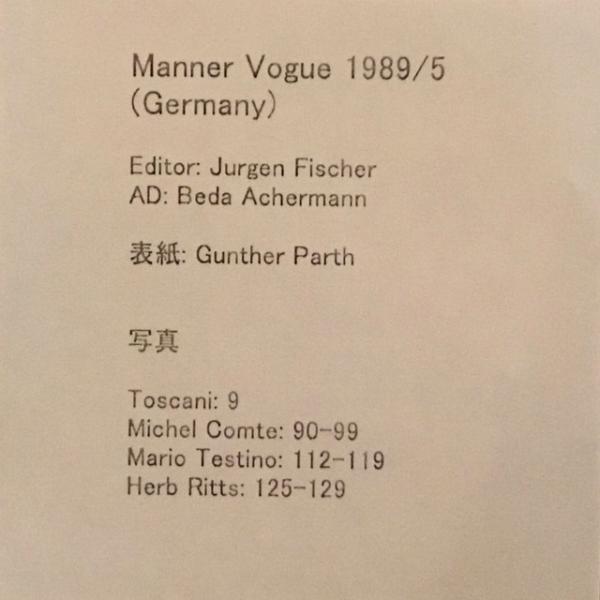 Manner Vogue 1989/5
(Germany)
Editor: Jurgen Fischer
AD: Beda Achermann
表紙: Gunther Parth
写真
Toscani: 9
Michel Comte: 90-99
Mario Testino: 112-119
Herb Ritts: 125-129